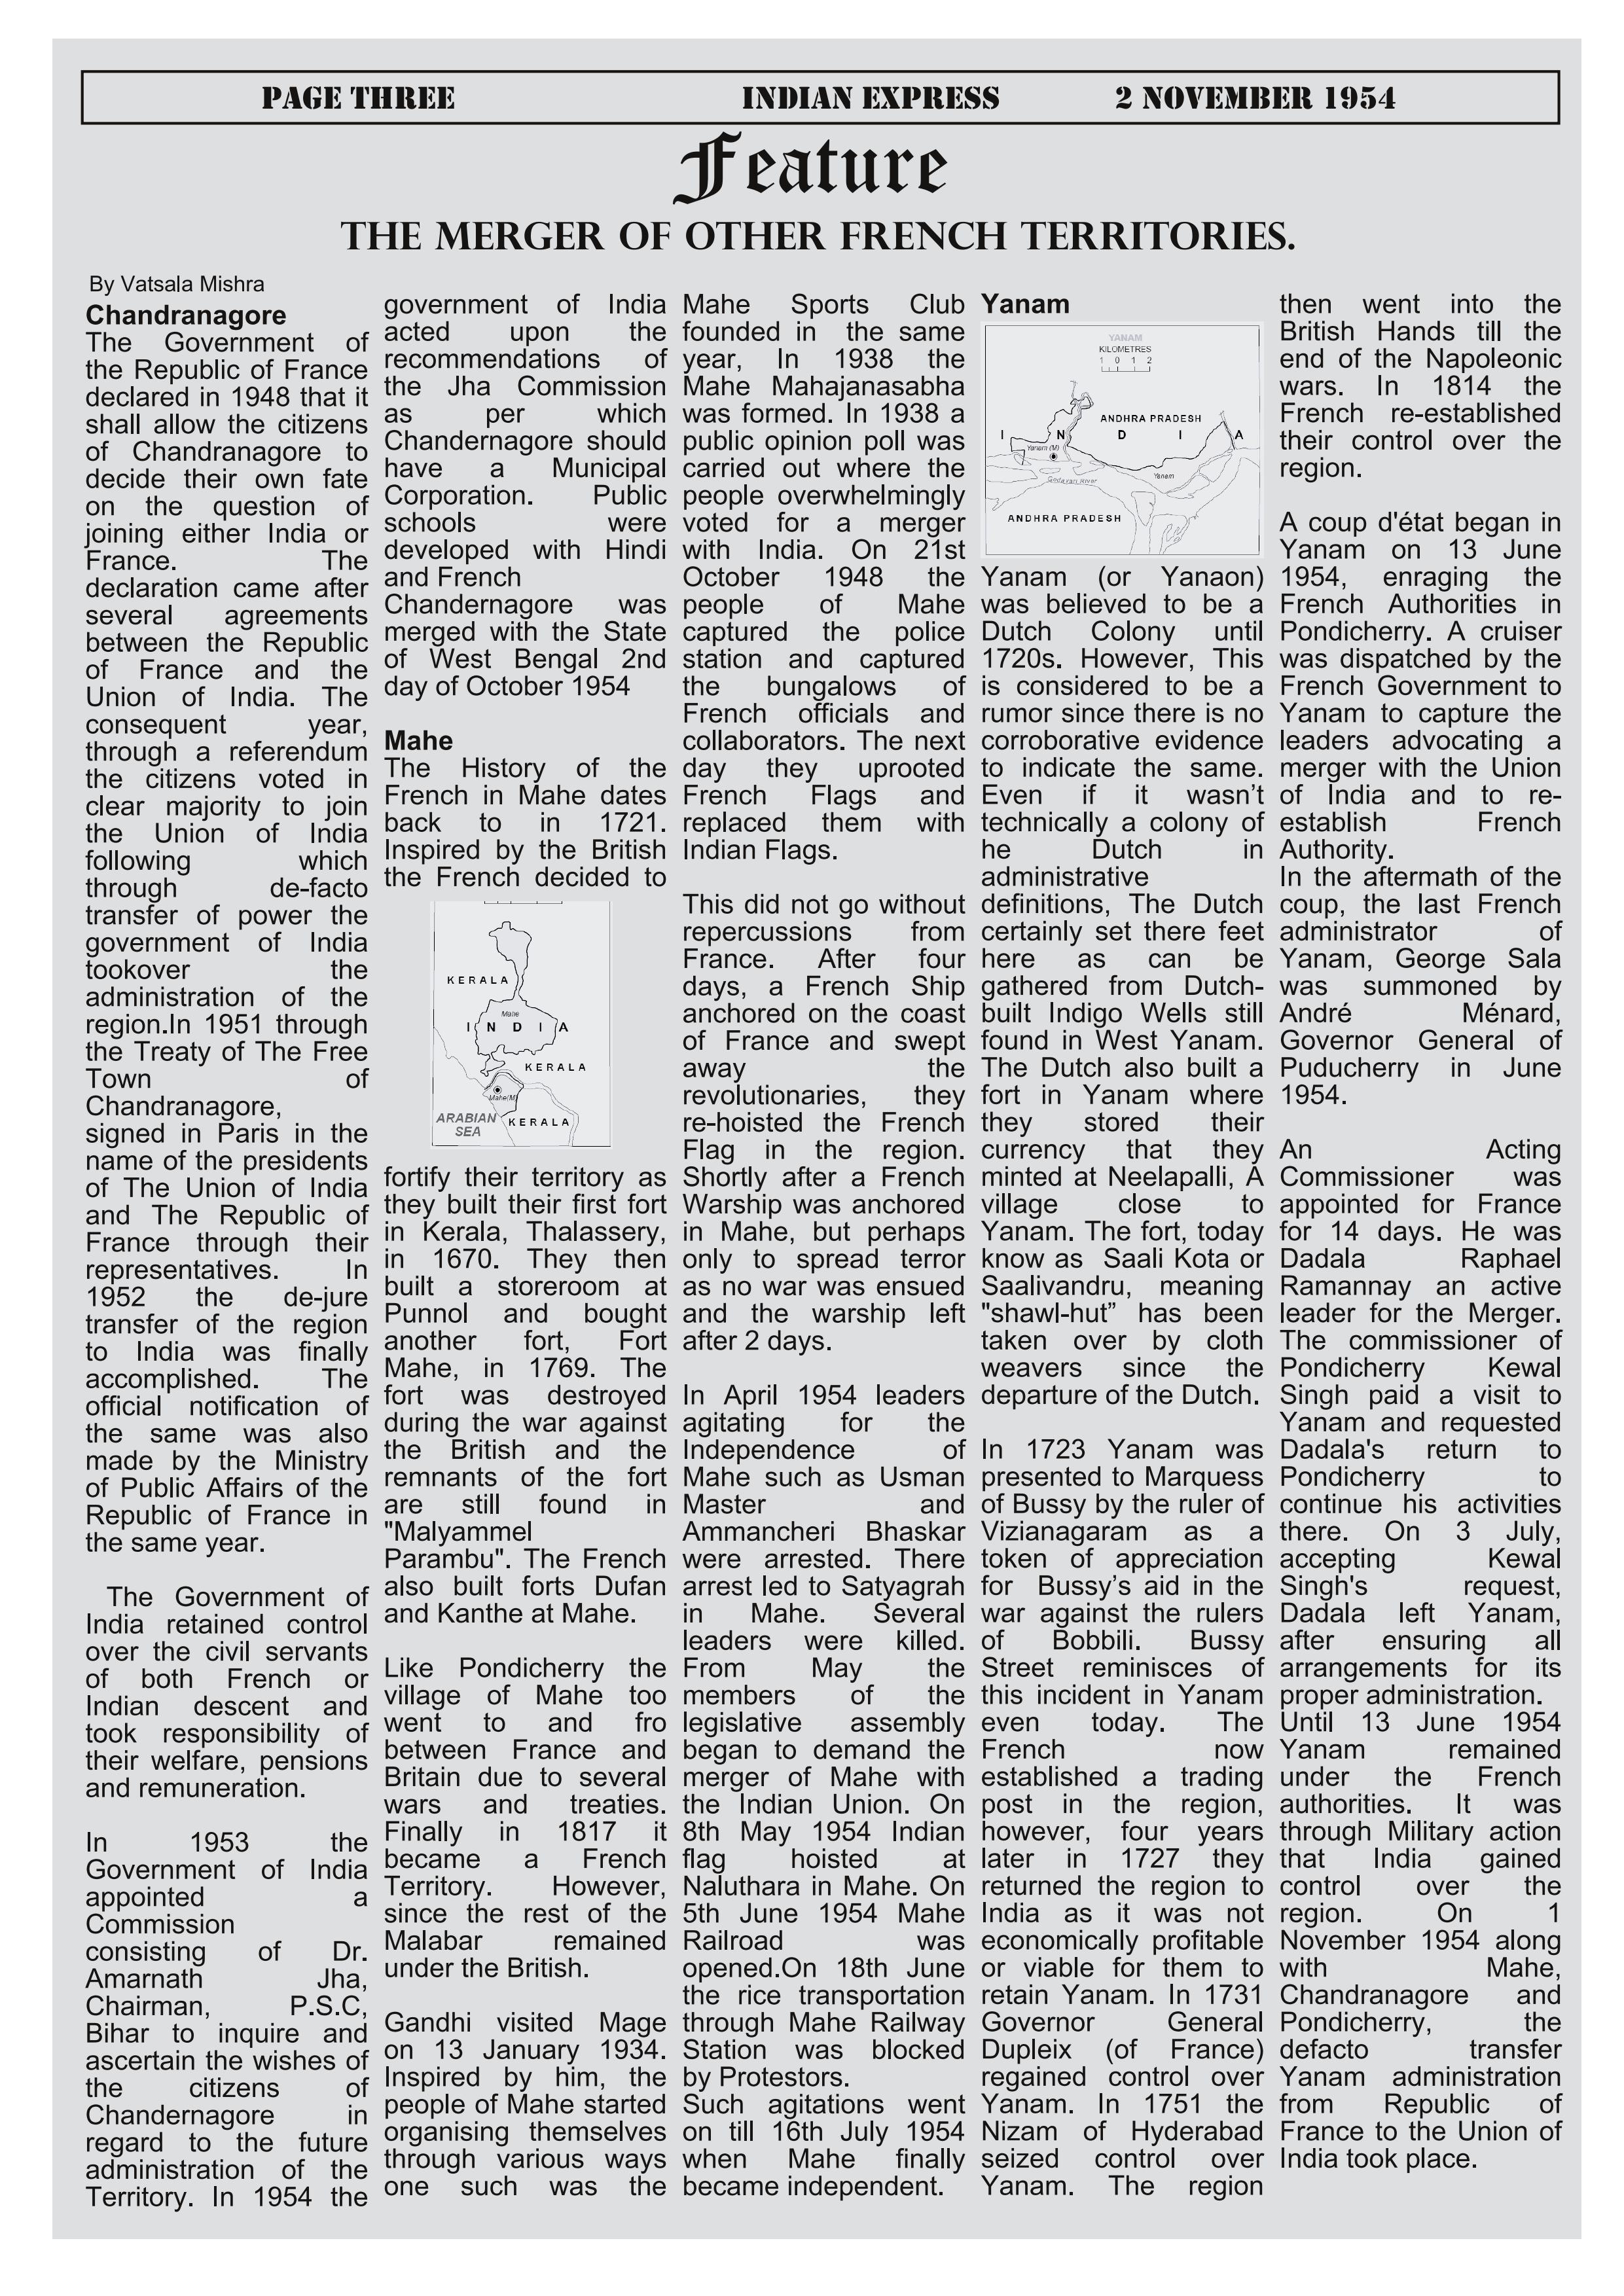 PAGE THREE INDIAN EXPRESS 2 NOVEMBER 1954
Feature
THE MERGER OF OTHER FRENCH TERRITORIES.
By Vatsala Mishra
Chandranagore
The Government of
the Republic of France
declared in 1948 that it
shall allow the citizens
of Chandranagore to
decide their own fate
on the question of
joining either India or
France. The
declaration came after
several agreements
between the Republic
of France and the
Union of India. The
consequent year,
through a referendum
the citizens voted in
clear majority to join
the Union of India
following which
through de-facto
transfer of power the
government of India
tookover the
administration of the
region.In 1951 through
the Treaty of The Free
Town of
Chandranagore,
signed in Paris in the
name of the presidents
of The Union of India
and The Republic of
France through their
representatives. In
1952 the de-jure
transfer of the region
to India was finally
accomplished. The
official notification of
the same was also
made by the Ministry
of Public Affairs of the
Republic of France in
the same year.
The Government of
India retained control
over the civil servants
of both French or
Indian descent and
took responsibility of
their welfare, pensions
and remuneration.
In 1953 the
Government of India
appointed a
Commission
consisting of Dr.
Amarnath Jha,
Chairman, P.S.C,
Bihar to inquire and
ascertain the wishes of
the citizens of
Chandernagore in
regard to the future
administration of the
Territory. In 1954 the
government of India
acted upon the
recommendations of
the Jha Commission
as per which
Chandernagore should
have a Municipal
Corporation. Public
schools were
developed with Hindi
and French
Chandernagore was
merged with the State
of West Bengal 2nd
day of October 1954
Mahe
The History of the
French in Mahe dates
back to in 1721.
Inspired by the British
the French decided to
KERALA
Mahe
I N D I A
KERALA
Mahe(M)
ARABIAN
SEA
KERALA
fortify their territory as
they built their first fort
in Kerala, Thalassery,
in 1670. They then
built a storeroom at
Punnol and bought
another fort, Fort
Mahe, in 1769. The
fort was destroyed
during the war against
the British and the
remnants of the fort
are still found in
"Malyammel
Parambu". The French
also built forts Dufan
and Kanthe at Mahe.
Like Pondicherry the
village of Mahe too
went to and fro
between France and
Britain due to several
wars and treaties.
Finally in 1817 it
became a French
Territory. However,
since the rest of the
Malabar remained
under the British.
Gandhi visited Mage
on 13 January 1934.
Inspired by him, the
people of Mahe started
organising themselves
through various ways
one such was the
Mahe Sports Club
founded in the same
year, In 1938 the
Mahe Mahajanasabha
was formed. In 1938 a
public opinion poll was
carried out where the
people overwhelmingly
voted for a merger
with India. On 21st
October 1948 the
people of Mahe
captured the police
station and captured
the bungalows of
French officials and
collaborators. The next
day they uprooted
French Flags and
replaced them with
Indian Flags.
This did not go without
repercussions from
France. After four
days, a French Ship
anchored on the coast
of France and swept
away the
revolutionaries, they
re-hoisted the French
Flag in the region.
Shortly after a French
Warship was anchored
in Mahe, but perhaps
only to spread terror
as no war was ensued
and the warship left
after 2 days.
In April 1954 leaders
agitating for the
Independence of
Mahe such as Usman
Master and
Ammancheri Bhaskar
were arrested. There
arrest led to Satyagrah
in Mahe. Several
leaders were killed.
From May the
members of the
legislative assembly
began to demand the
merger of Mahe with
the Indian Union. On
8th May 1954 Indian
flag hoisted at
Naluthara in Mahe. On
5th June 1954 Mahe
Railroad was
opened.On 18th June
the rice transportation
through Mahe Railway
Station was blocked
by Protestors.
Such agitations went
on till 16th July 1954
when Mahe finally
became independent.
Yanam
YANAM
KILOMETRES
1 0 1 2
ANDHRA PRADESH
I N D I A
Yanam (M)
Yanam
Godavari River
ANDHRA PRADESH
Yanam (or Yanaon)
was believed to be a
Dutch Colony until
1720s. However, This
is considered to be a
rumor since there is no
corroborative evidence
to indicate the same.
Even if it wasn't
technically a colony of
he Dutch in
administrative
definitions, The Dutch
certainly set there feet
here as can be
gathered from Dutch-
built Indigo Wells still
found in West Yanam.
The Dutch also built a
fort in Yanam where
they stored their
currency that they
minted at Neelapalli, A
village close to
Yanam. The fort, today
know as Saali Kota or
Saalivandru, meaning
"shawl-hut” has been
taken over by cloth
weavers since the
departure of the Dutch.
In 1723 Yanam was
presented to Marquess
of Bussy by the ruler of
Vizianagaram as a
token of appreciation
for Bussy’s aid in the
war against the rulers
of Bobbili. Bussy
Street reminisces of
this incident in Yanam
even today. The
French now
established a trading
post in the region,
however, four years
later in 1727 they
returned the region to
India as it was not
economically profitable
or viable for them to
retain Yanam. In 1731
Governor General
Dupleix (of France)
regained control over
Yanam. In 1751 the
Nizam of Hyderabad
seized control over
Yanam. The region
then went into the
British Hands till the
end of the Napoleonic
wars. In 1814 the
French re-established
their control over the
region.
A coup d'état began in
Yanam on 13 June
1954, enraging the
French Authorities in
Pondicherry. A cruiser
was dispatched by the
French Government to
Yanam to capture the
leaders advocating a
merger with the Union
of India and to re-
establish French
Authority.
In the aftermath of the
coup, the last French
administrator of
Yanam, George Sala
was summoned by
André Ménard,
Governor General of
Puducherry in June
1954.
An Acting
Commissioner was
appointed for France
for 14 days. He was
Dadala Raphael
Ramannay an active
leader for the Merger.
The commissioner of
Pondicherry Kewal
Singh paid a visit to
Yanam and requested
Dadala's return to
Pondicherry to
continue his activities
there. On 3 July,
accepting Kewal
Singh's request,
Dadala left Yanam,
after ensuring all
arrangements for its
proper administration.
Until 13 June 1954
Yanam remained
under the French
authorities. It was
through Military action
that India gained
control over the
region. On 1
November 1954 along
with Mahe,
Chandranagore and
Pondicherry, the
defacto transfer
Yanam administration
from Republic of
France to the Union of
India took place.